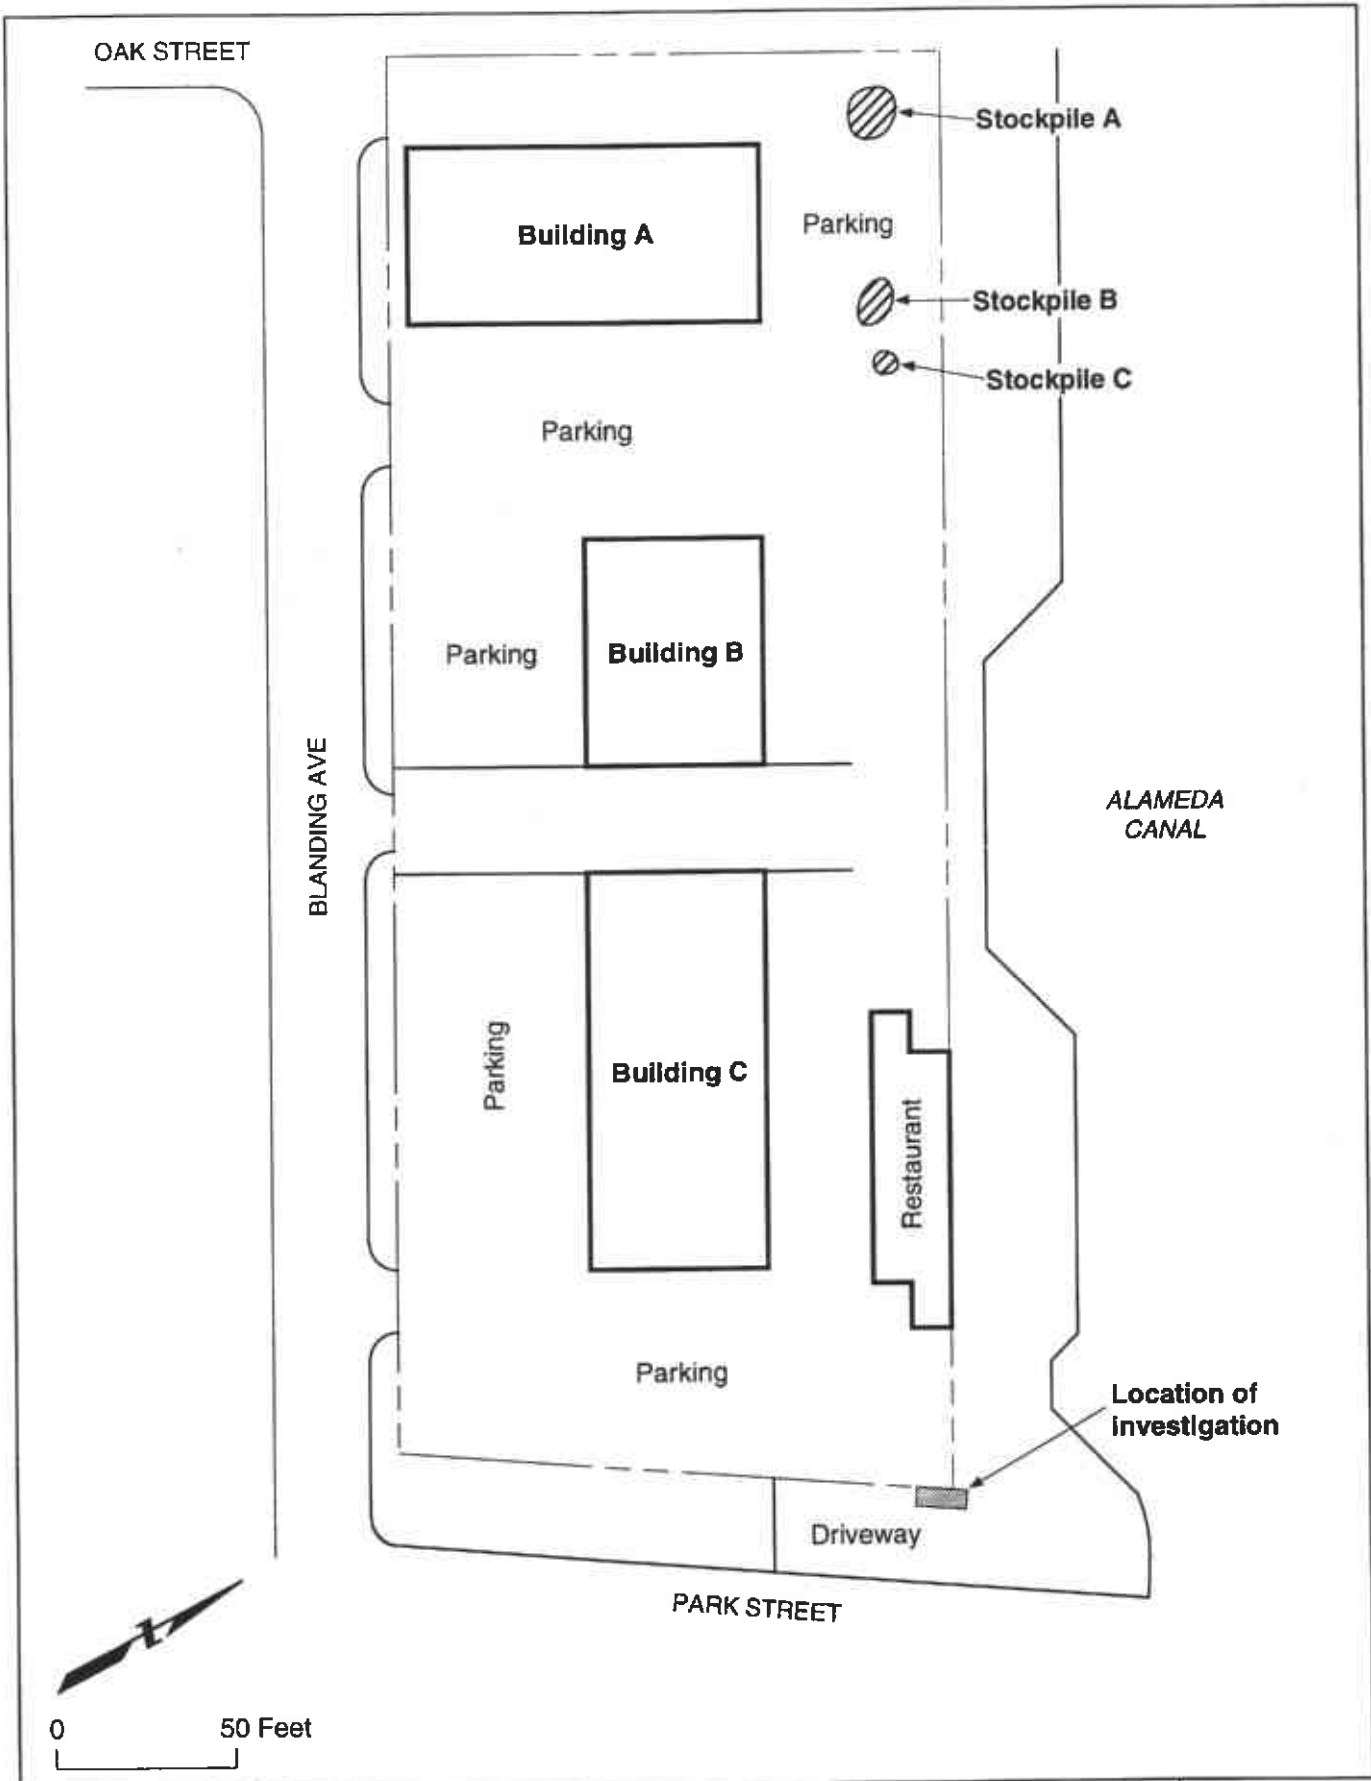 OAK STREET
Stockpile A
Building A
Parking
Stockpile B
Stockpile C
Parking
Parking
Building B
BLANDING AVE
ALAMEDA
CANAL
Parking
Building C
Restaurant
Parking
Location of
investigation
Driveway
PARK STREET
N
0
50 Feet